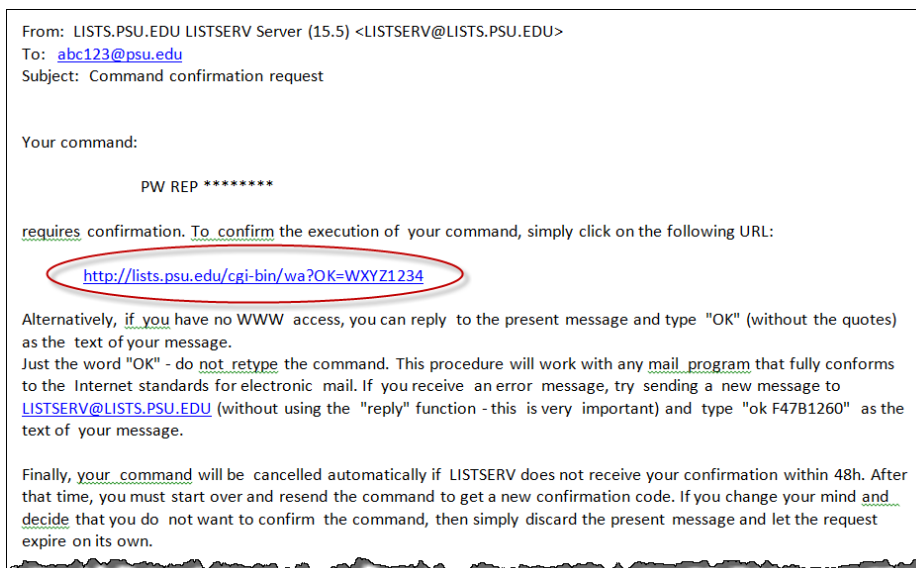 From: LISTS.PSU.EDU LISTSERV Server (15.5) <LISTSERV@LISTS.PSU.EDU>
To: abc123@psu.edu
Subject: Command confirmation request
Your command:
PW REP ********
requires confirmation. To confirm the execution of your command, simply click on the following URL:
http://lists.psu.edu/cgi-bin/wa?OK=WXYZ1234
Alternatively, if you have no WWW access, you can reply to the present message and type "OK" (without the quotes)
as the text of your message.
Just the word "OK" - do not retype the command. This procedure will work with any mail program that fully conforms
to the Internet standards for electronic mail. If you receive an error message, try sending a new message to
LISTSERV@LISTS.PSU.EDU (without using the "reply" function - this is very important) and type "ok F47B1260" as the
text of your message.
Finally, your command will be cancelled automatically if LISTSERV does not receive your confirmation within 48h. After
that time, you must start over and resend the command to get a new confirmation code. If you change your mind and
decide that you do not want to confirm the command, then simply discard the present message and let the request
expire on its own.